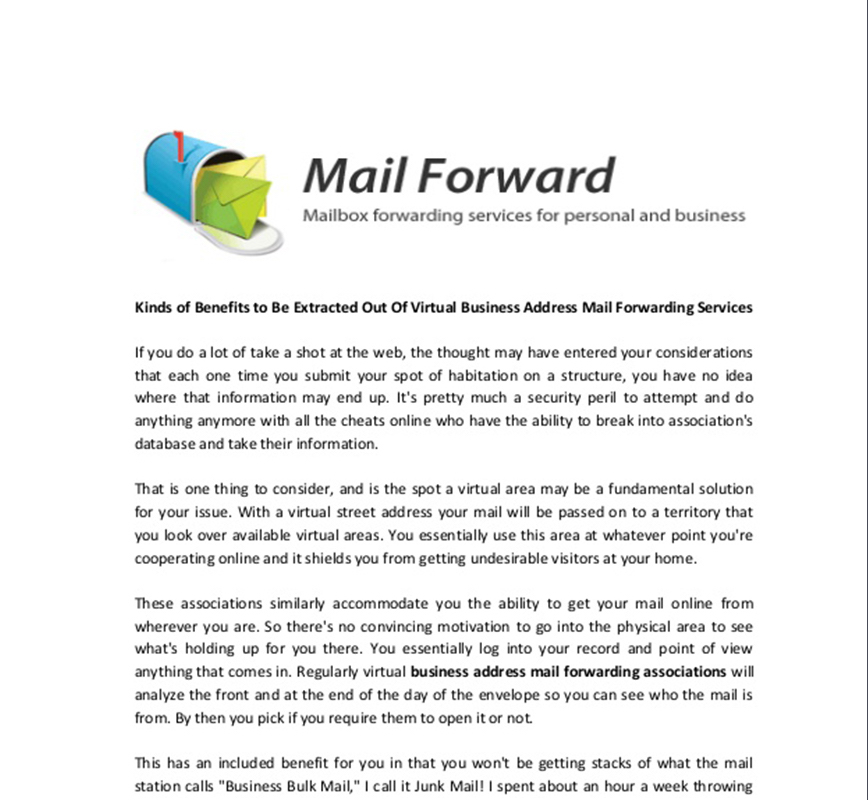 Mail Forward
Mailbox forwarding services for personal and business
Kinds of Benefits to Be Extracted Out Of Virtual Business Address Mail Forwarding Services
If you do a lot of take a shot at the web, the thought may have entered your considerations
that each one time you submit your spot of habitation on a structure, you have no idea
where that information may end up. It's pretty much a security peril to attempt and do
anything anymore with all the cheats online who have the ability to break into association's
database and take their information.
That is one thing to consider, and is the spot a virtual area may be a fundamental solution
for your issue. With a virtual street address your mail will be passed on to a territory that
you look over available virtual areas. You essentially use this area at whatever point you're
cooperating online and it shields you from getting undesirable visitors at your home.
These associations similarly accommodate you the ability to get your mail online from
wherever you are. So there's no convincing motivation to go into the physical area to see
what's holding up for you there. You essentially log into your record and point of view
anything that comes in. Regularly virtual business address mail forwarding associations will
analyze the front and at the end of the day of the envelope so you can see who the mail is
from. By then you pick if you require them to open it or not.
This has an included benefit for you in that you won't be getting stacks of what the mail
station calls "Business Bulk Mail," I call it Junk Mail! I spent about an hour a week throwing